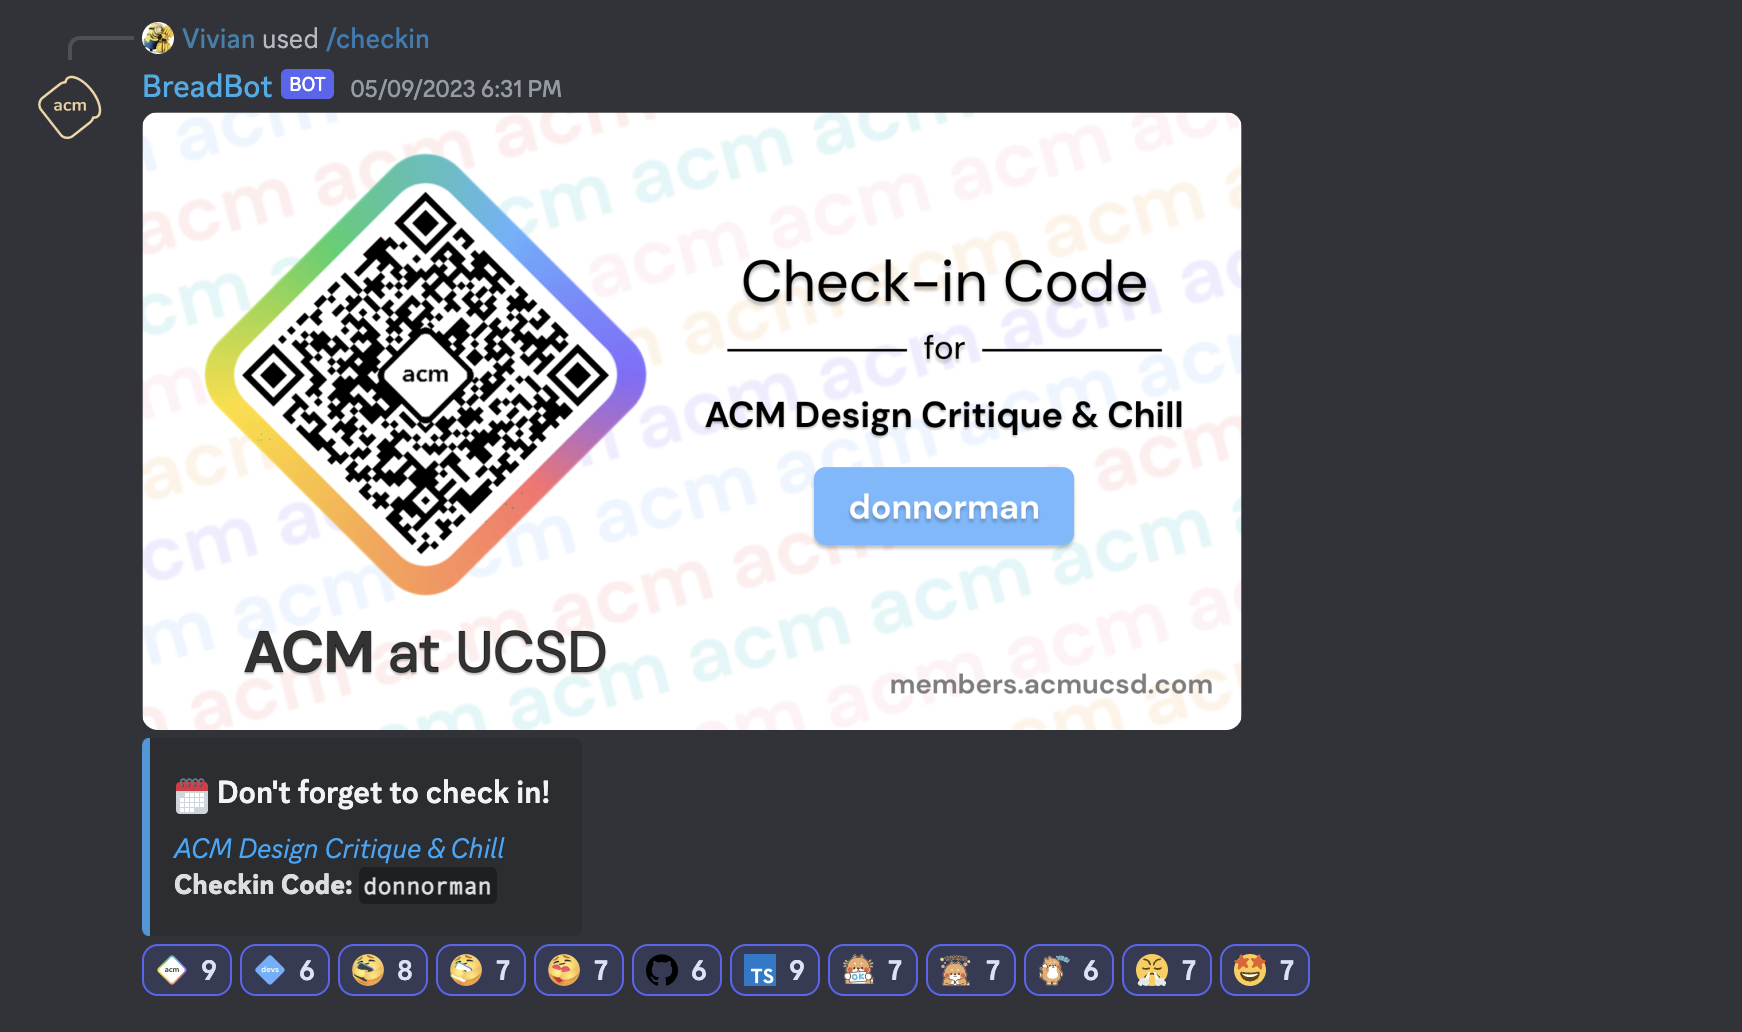 Vivian used /checkin
acm
BreadBot BOT 05/09/2023 6:31 PM
acm
Check-in Code
for
ACM Design Critique & Chill
donnorman
ACM at UCSD
members.acmucsd.com
Don't forget to check in!
ACM Design Critique & Chill
Checkin Code: donnorman
acm 9 devs 6 8 7 7 6 TS 9 OK 7 7 6 7 7